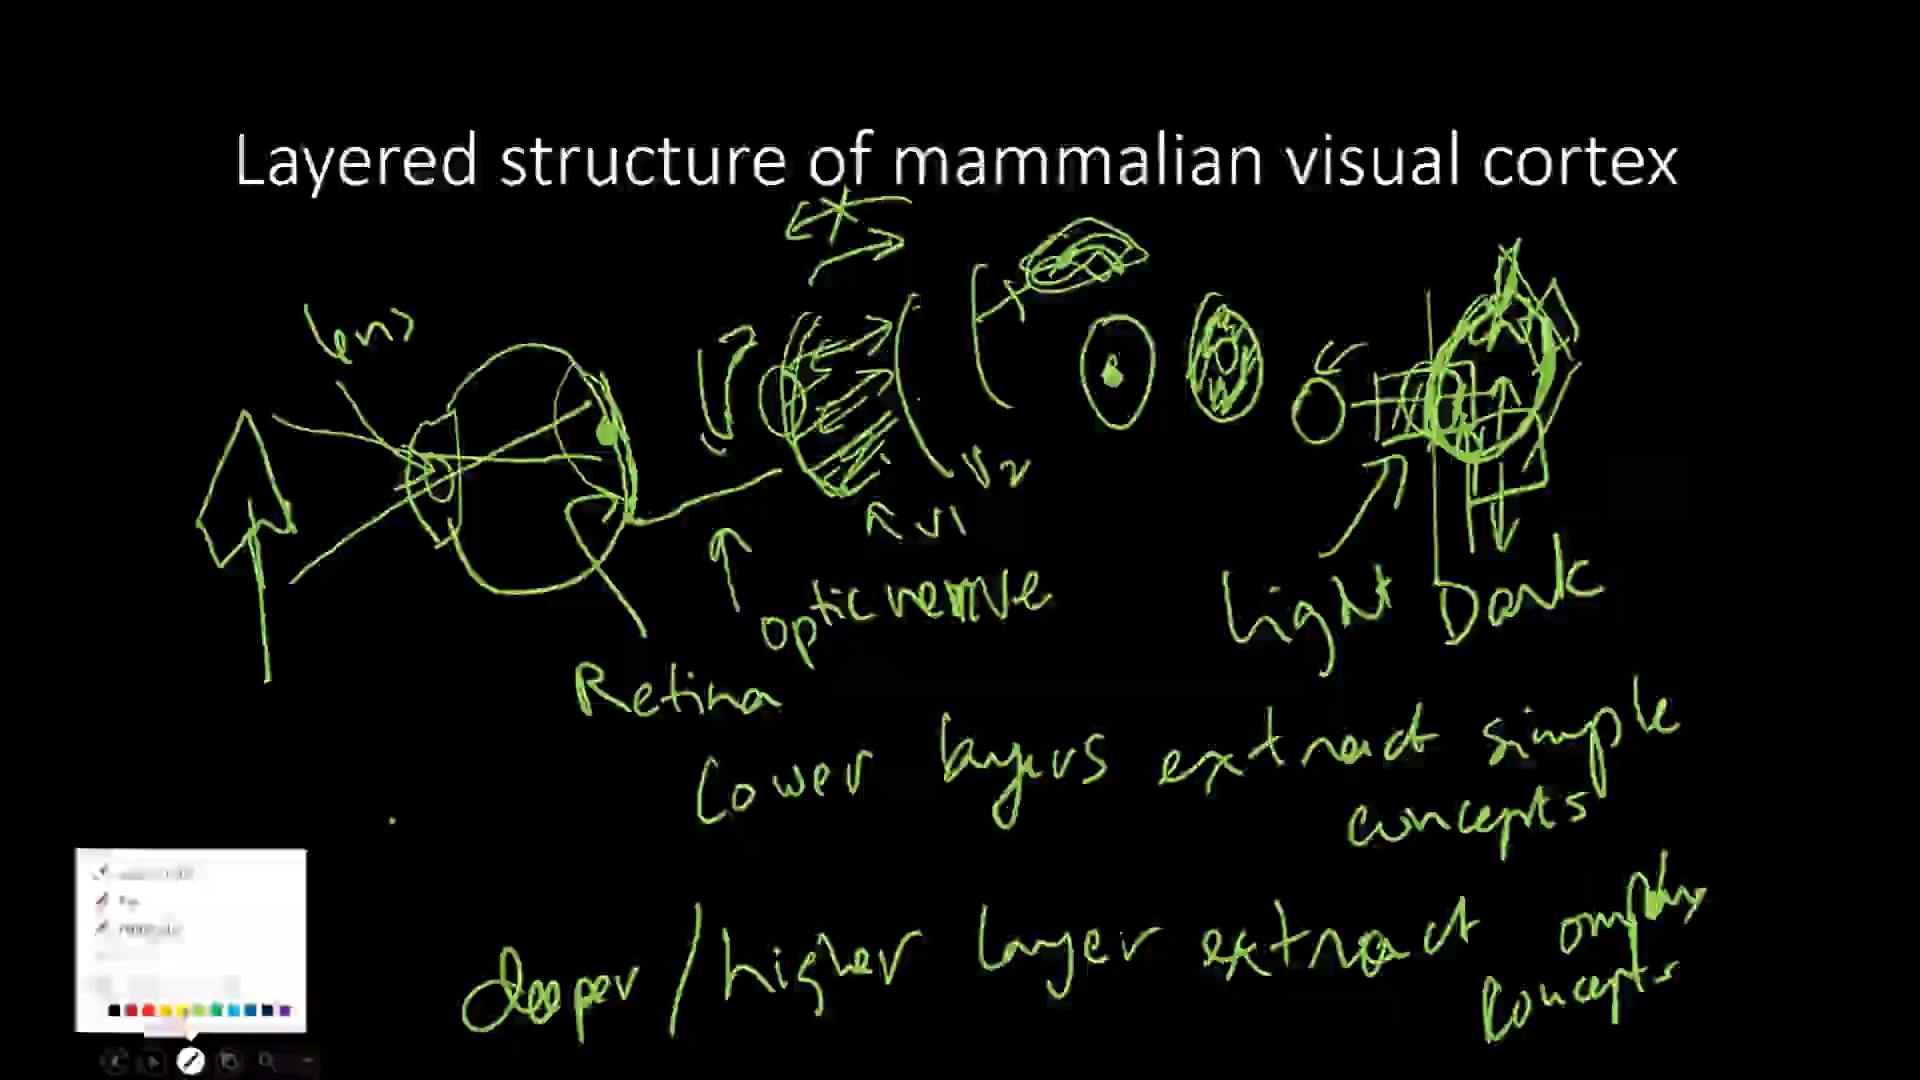 Layered structure of mammalian visual cortex
lens
V2
V1
optic nerve
Light Dark
Retina
Lower layers extract simple
concepts
deeper / higher layer extract
concepts